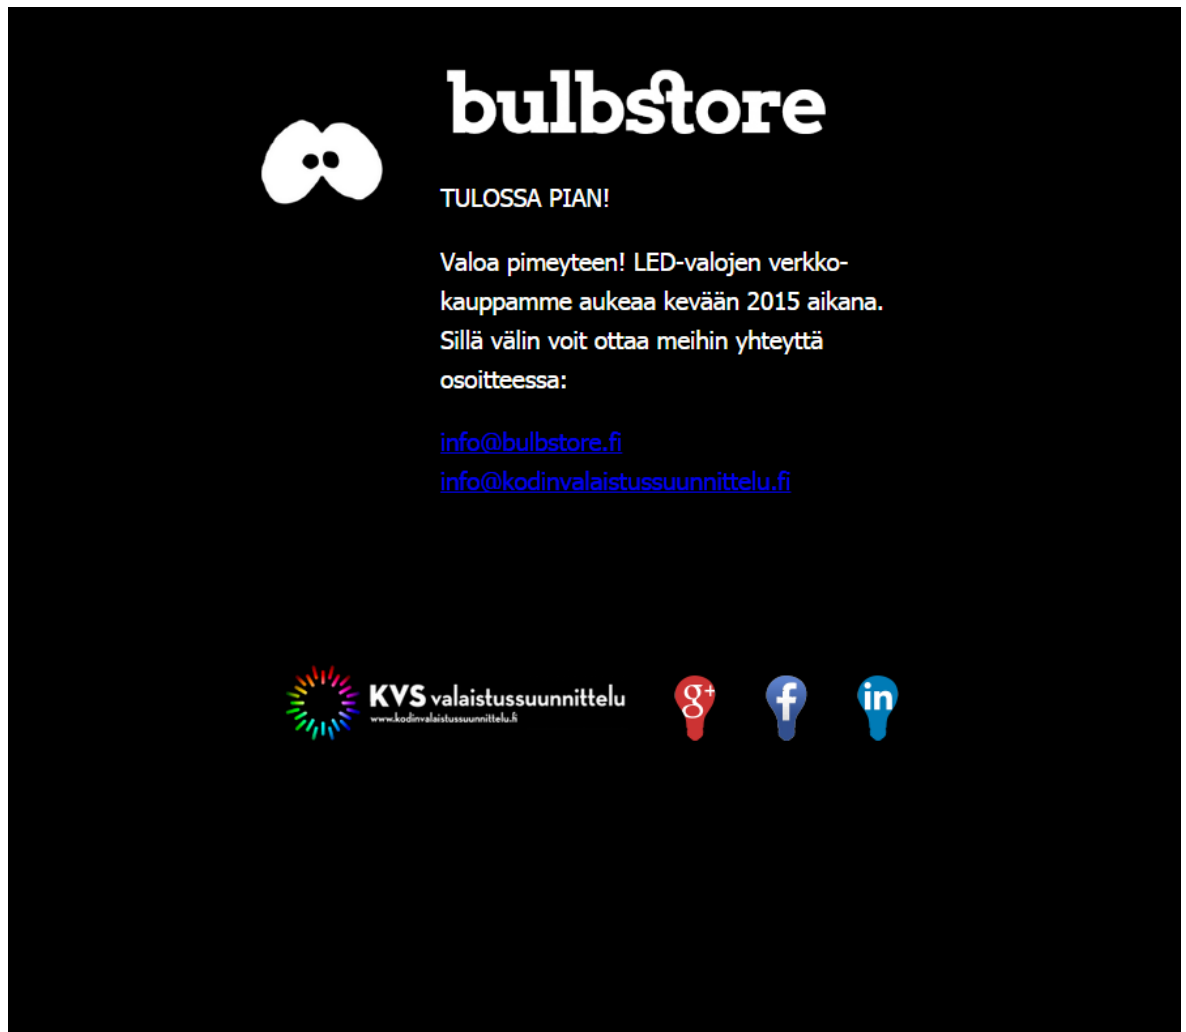 bulbstore
TULOSSA PIAN!
Valoa pimeyteen! LED-valojen verkko-
kauppamme aukeaa kevään 2015 aikana.
Sillä välin voit ottaa meihin yhteyttä
osoitteessa:
info@bulbstore.fi
info@kodinvalaistussuunnittelu.fi
KVS valaistussuunnittelu
www.kodinvalaistussuunnittelu.fi
g+ f in